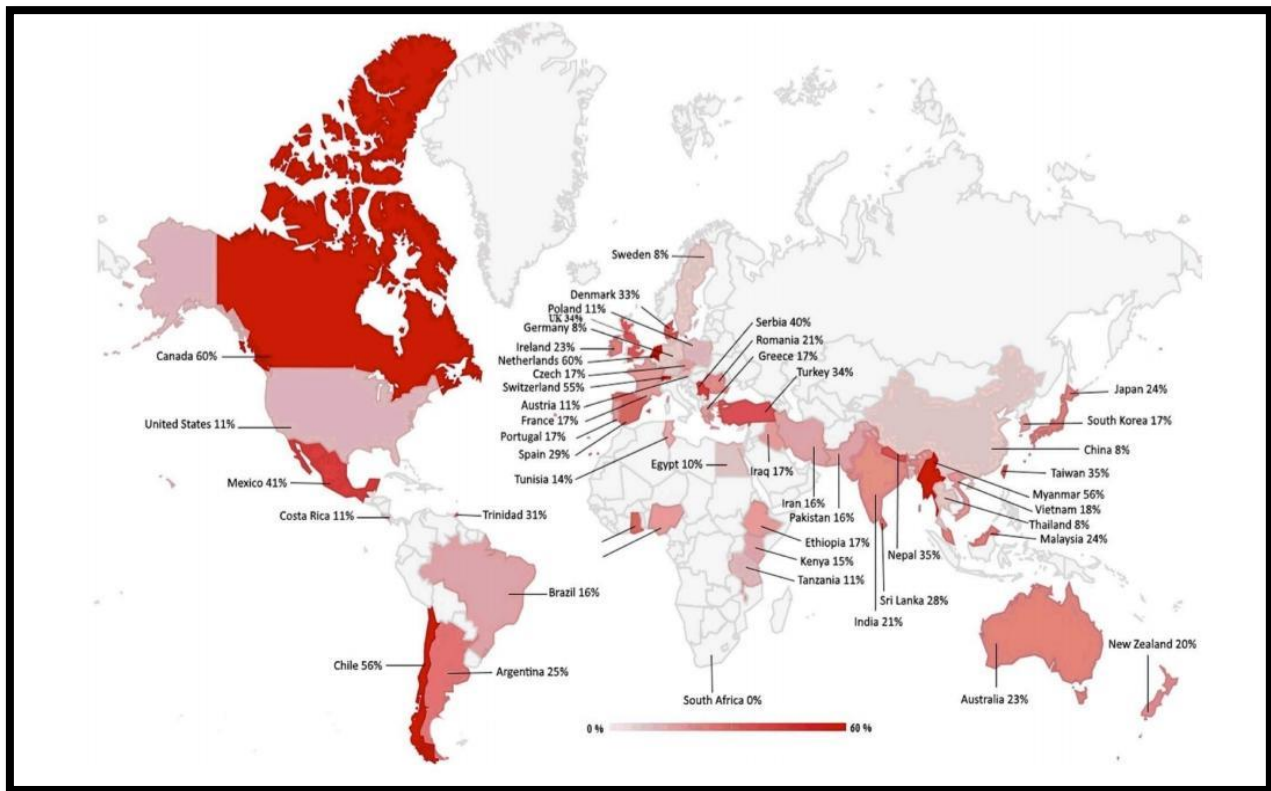 Sweden 8%
Denmark 33%
Poland 11%
UK 34%
Germany 8%
Ireland 23%
Netherlands 60%
Czech 17%
Switzerland 55%
Austria 11%
France 17%
Portugal 17%
Spain 29%
Tunisia 14%
Serbia 40%
Romania 21%
Greece 17%
Turkey 34%
Canada 60%
United States 11%
Mexico 41%
Costa Rica 11%
Trinidad 31%
Brazil 16%
Chile 56%
Argentina 25%
Egypt 10%
Iraq 17%
Iran 16%
Pakistan 16%
Ethiopia 17%
Kenya 15%
Tanzania 11%
South Africa 0%
Nepal 35%
Sri Lanka 28%
India 21%
Japan 24%
South Korea 17%
China 8%
Taiwan 35%
Myanmar 56%
Vietnam 18%
Thailand 8%
Malaysia 24%
New Zealand 20%
Australia 23%
0 %
60 %